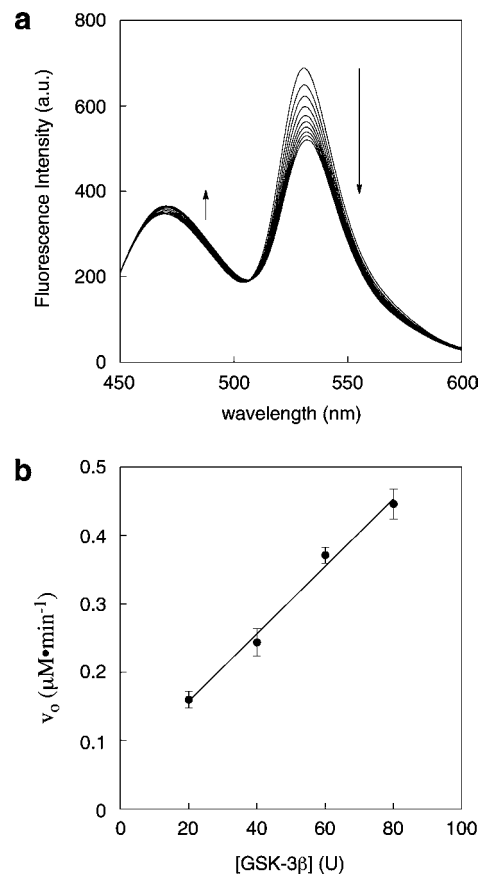 a
800
600
400
200
0
Fluorescence Intensity (a.u.)
450 500 550 600
wavelength (nm)
b
0.5
0.4
0.3
0.2
0.1
0
v₀ (μM•min⁻¹)
0 20 40 60 80 100
[GSK-3β] (U)